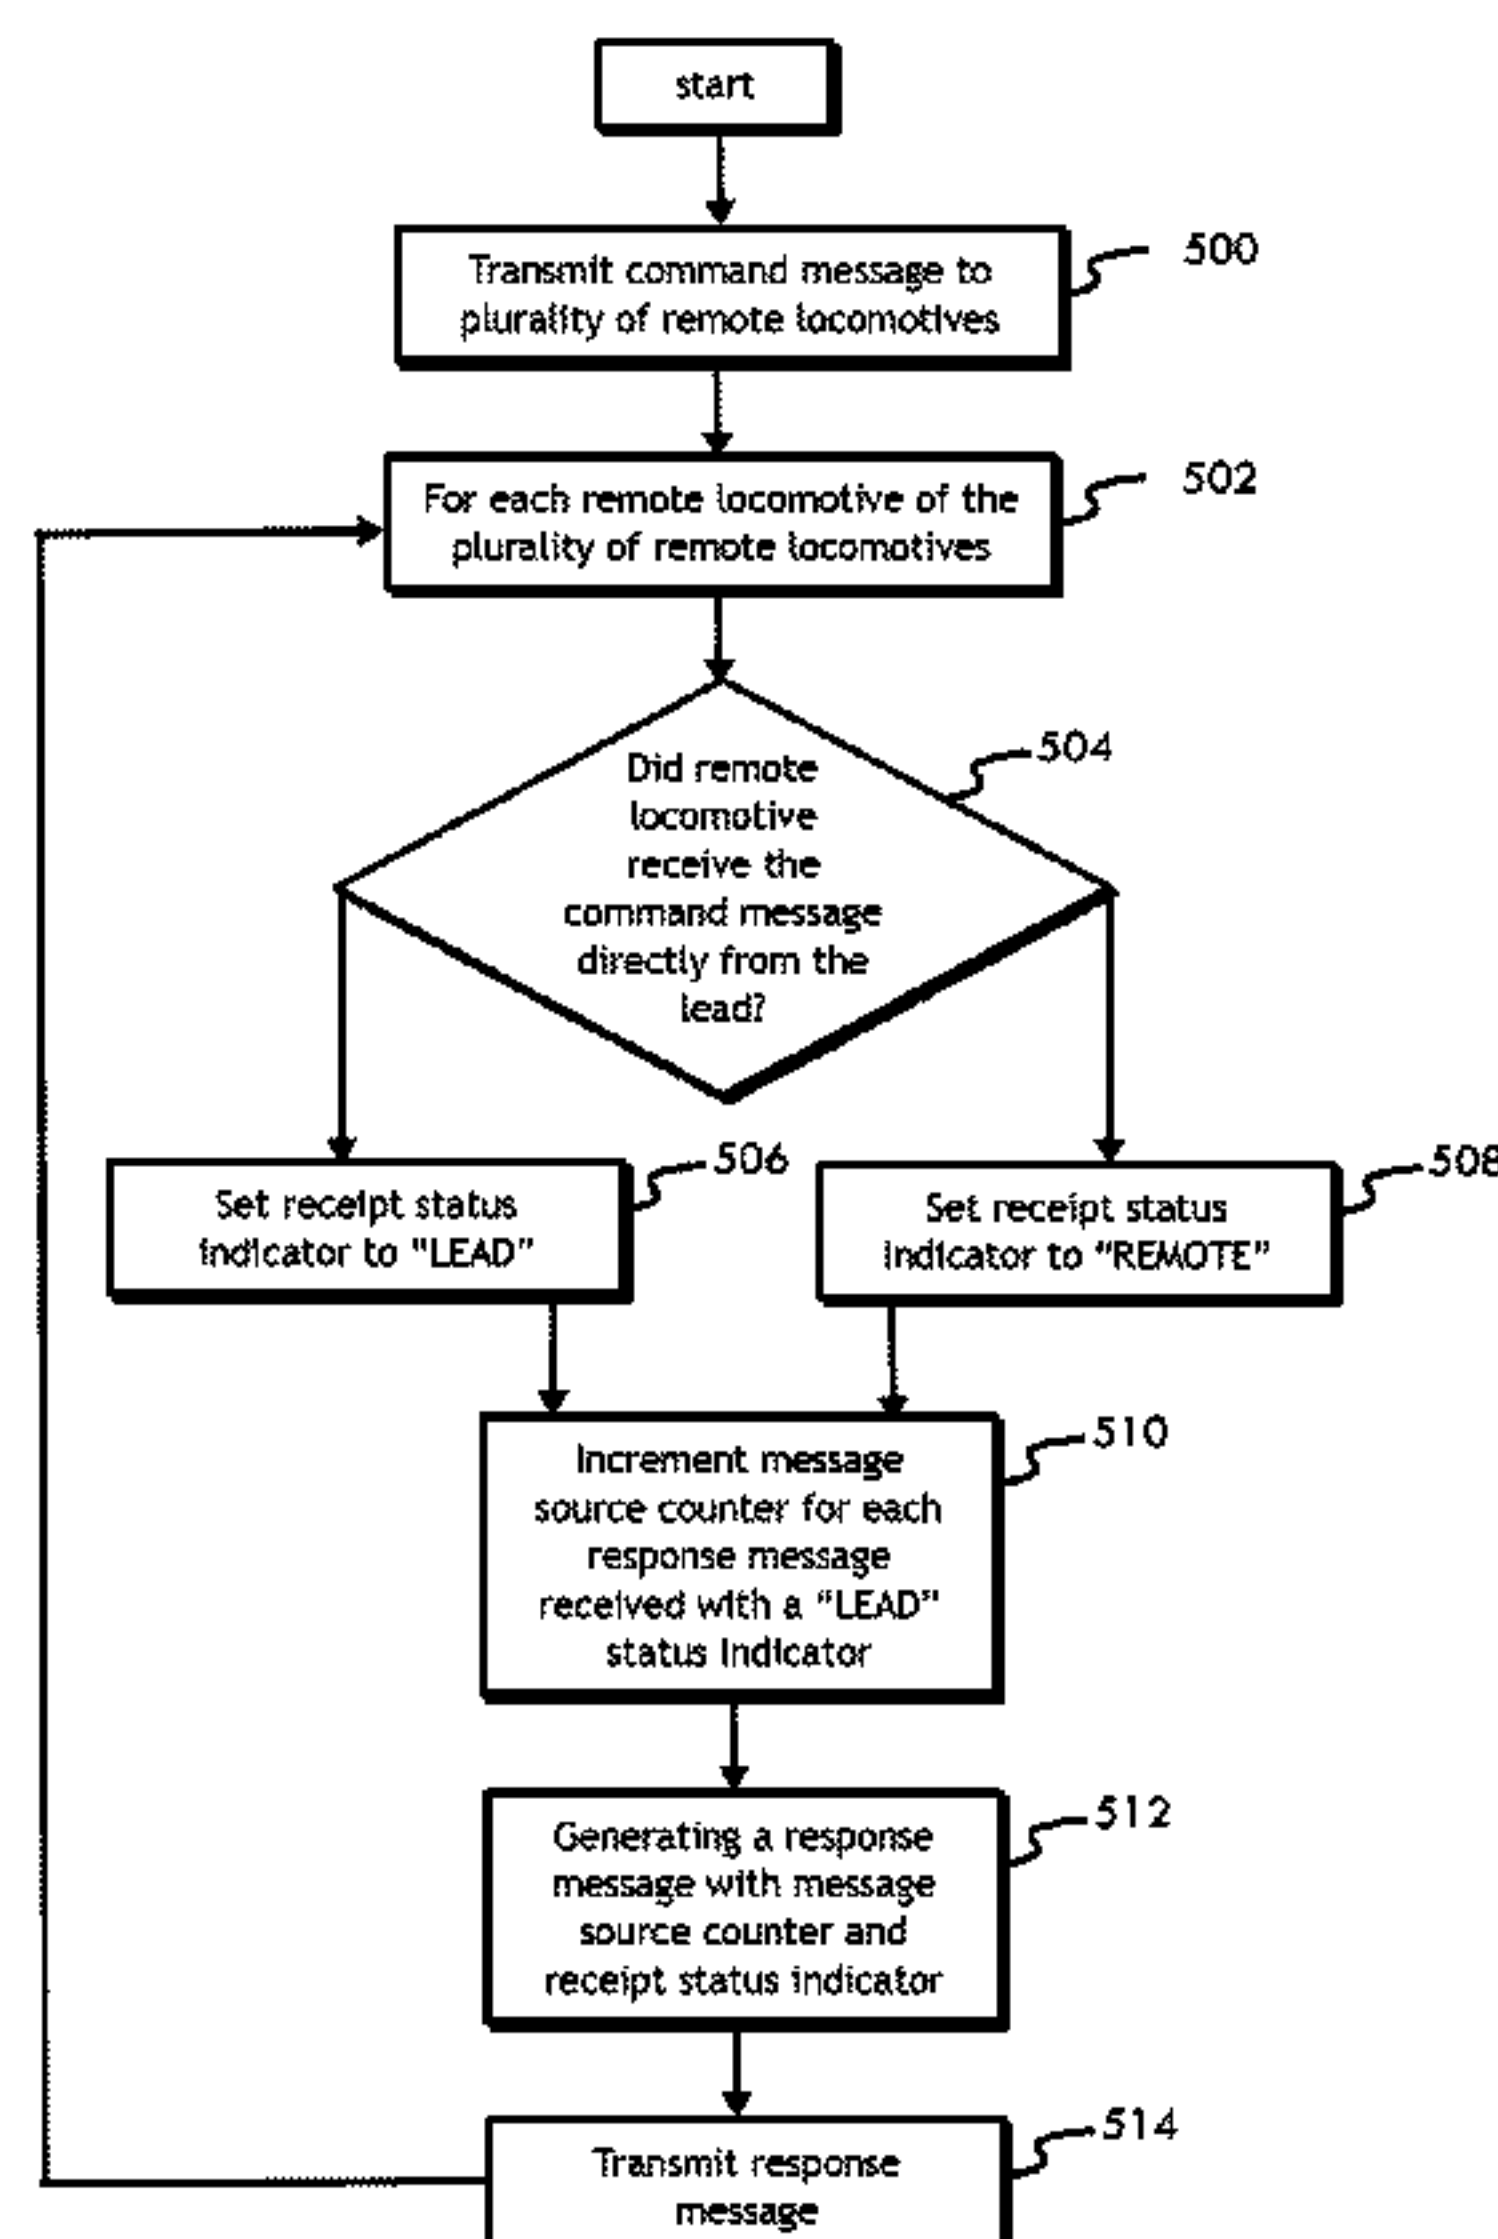 start
Transmit command message to
plurality of remote locomotives
500
For each remote locomotive of the
plurality of remote locomotives
502
Did remote
locomotive
receive the
command message
directly from the
lead?
504
Set receipt status
indicator to "LEAD"
506
Set receipt status
indicator to "REMOTE"
508
Increment message
source counter for each
response message
received with a "LEAD"
status indicator
510
Generating a response
message with message
source counter and
receipt status indicator
512
Transmit response
message
514